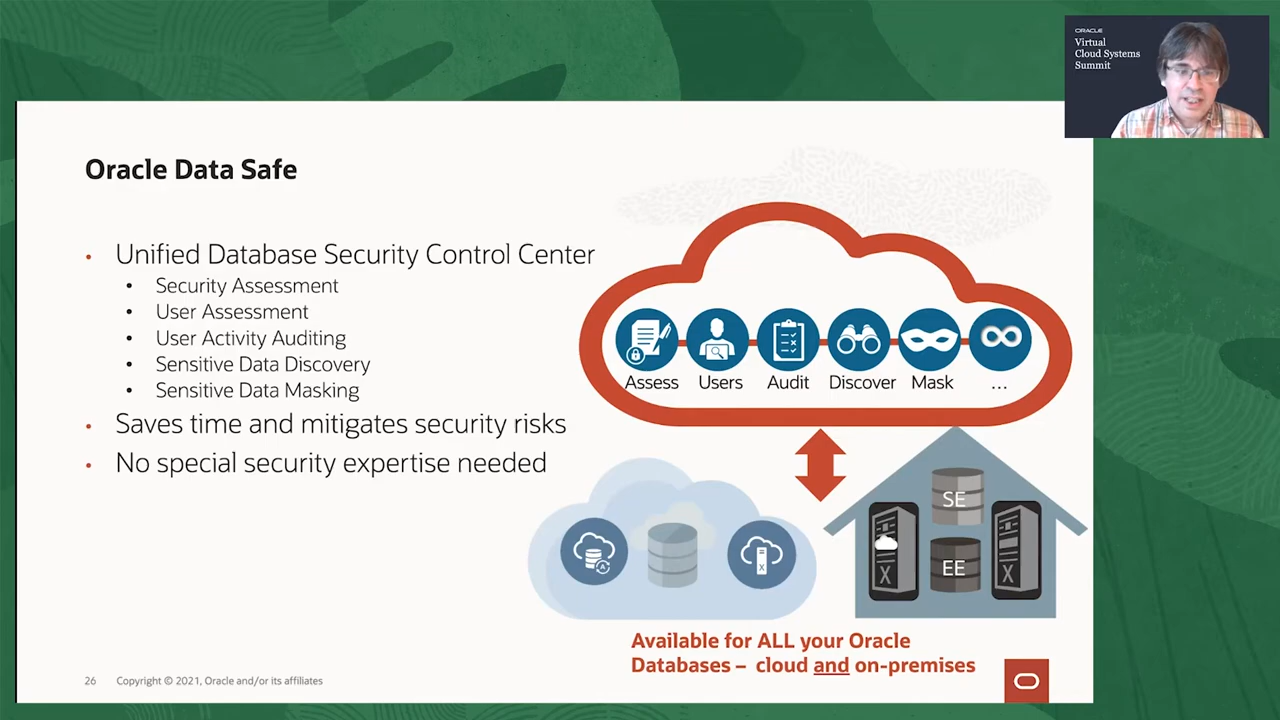 ORACLE
Virtual
Cloud Systems
Summit
Oracle Data Safe
• Unified Database Security Control Center
• Security Assessment
• User Assessment
• User Activity Auditing
• Sensitive Data Discovery
• Sensitive Data Masking
• Saves time and mitigates security risks
• No special security expertise needed
Assess Users Audit Discover Mask ...
SE
EE
X X
X
A
Available for ALL your Oracle
Databases – cloud and on-premises
26 Copyright © 2021, Oracle and/or its affiliates